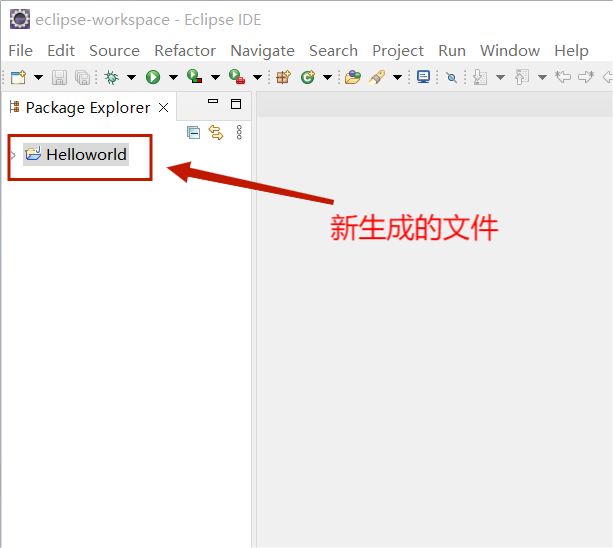 eclipse-workspace - Eclipse IDE
File Edit Source Refactor Navigate Search Project Run Window Help
Package Explorer
Helloworld
新生成的文件